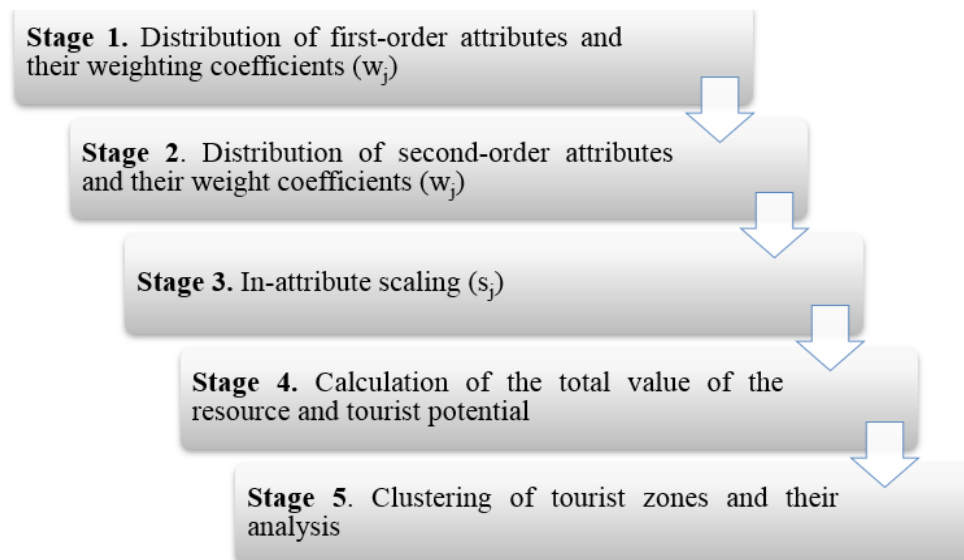 Stage 1. Distribution of first-order attributes and
their weighting coefficients (wj)
Stage 2. Distribution of second-order attributes
and their weight coefficients (wj)
Stage 3. In-attribute scaling (sj)
Stage 4. Calculation of the total value of the
resource and tourist potential
Stage 5. Clustering of tourist zones and their
analysis